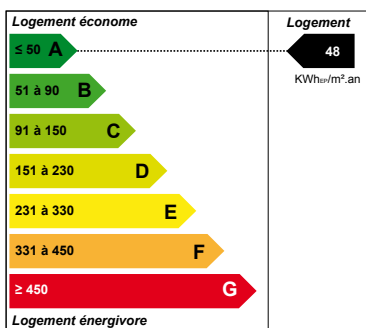 Logement économe Logement
≤ 50 A 48
KWhEP/m².an
51 à 90 B
91 à 150 C
151 à 230 D
231 à 330 E
331 à 450 F
≥ 450 G
Logement énergivore